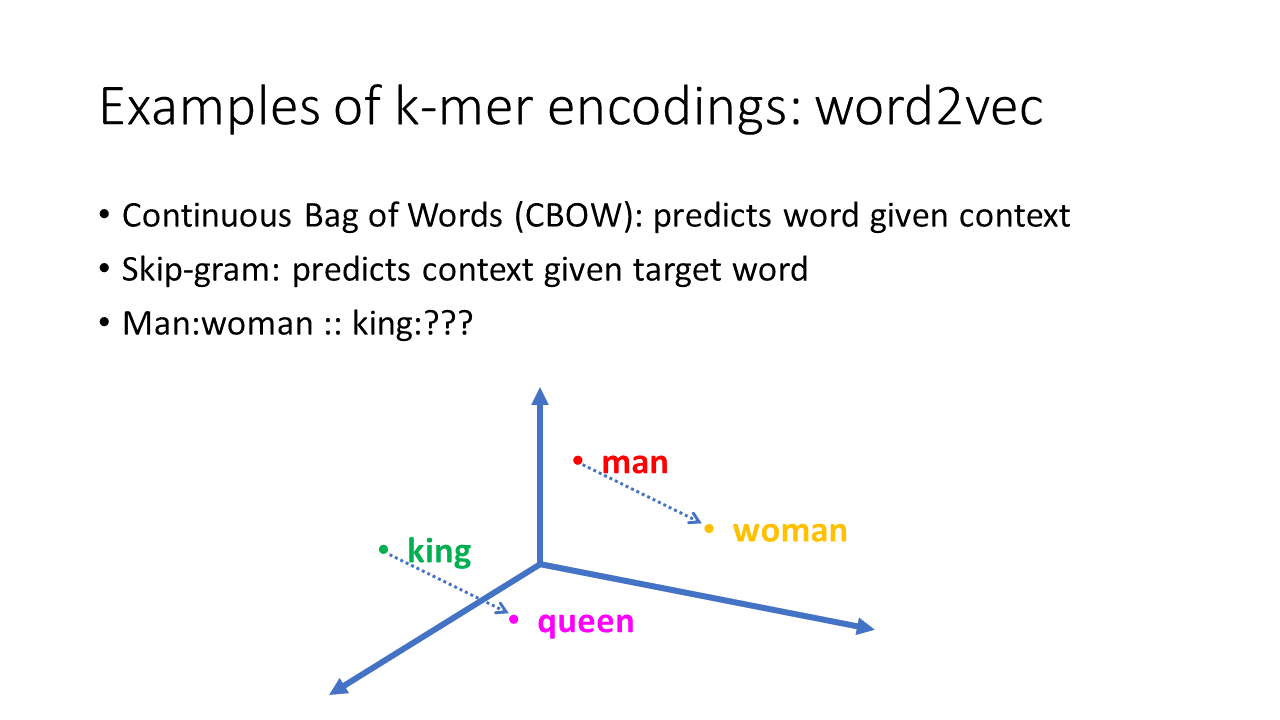 Examples of k-mer encodings: word2vec
• Continuous Bag of Words (CBOW): predicts word given context
• Skip-gram: predicts context given target word
• Man:woman :: king:???
• man
• woman
• king
• queen